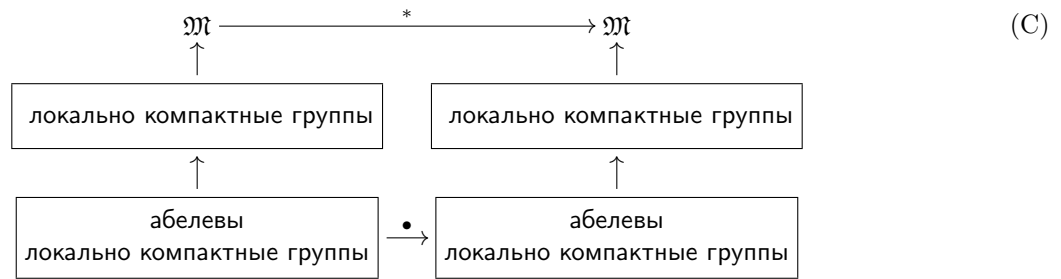 𝔐 * 𝔐 (C)
локально компактные группы локально компактные группы
абелевы абелевы
локально компактные группы • локально компактные группы